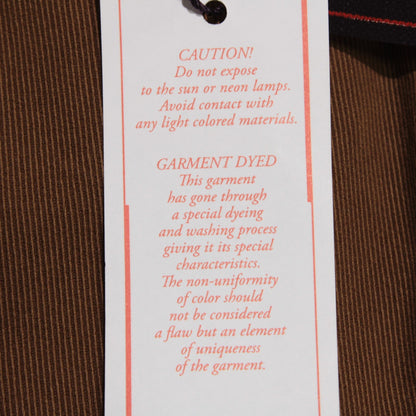 CAUTION!
Do not expose
to the sun or neon lamps.
Avoid contact with
any light colored materials.
GARMENT DYED
This garment
has gone through
a special dyeing
and washing process
giving it its special
characteristics.
The non-uniformity
of color should
not be considered
a flaw but an element
of uniqueness
of the garment.